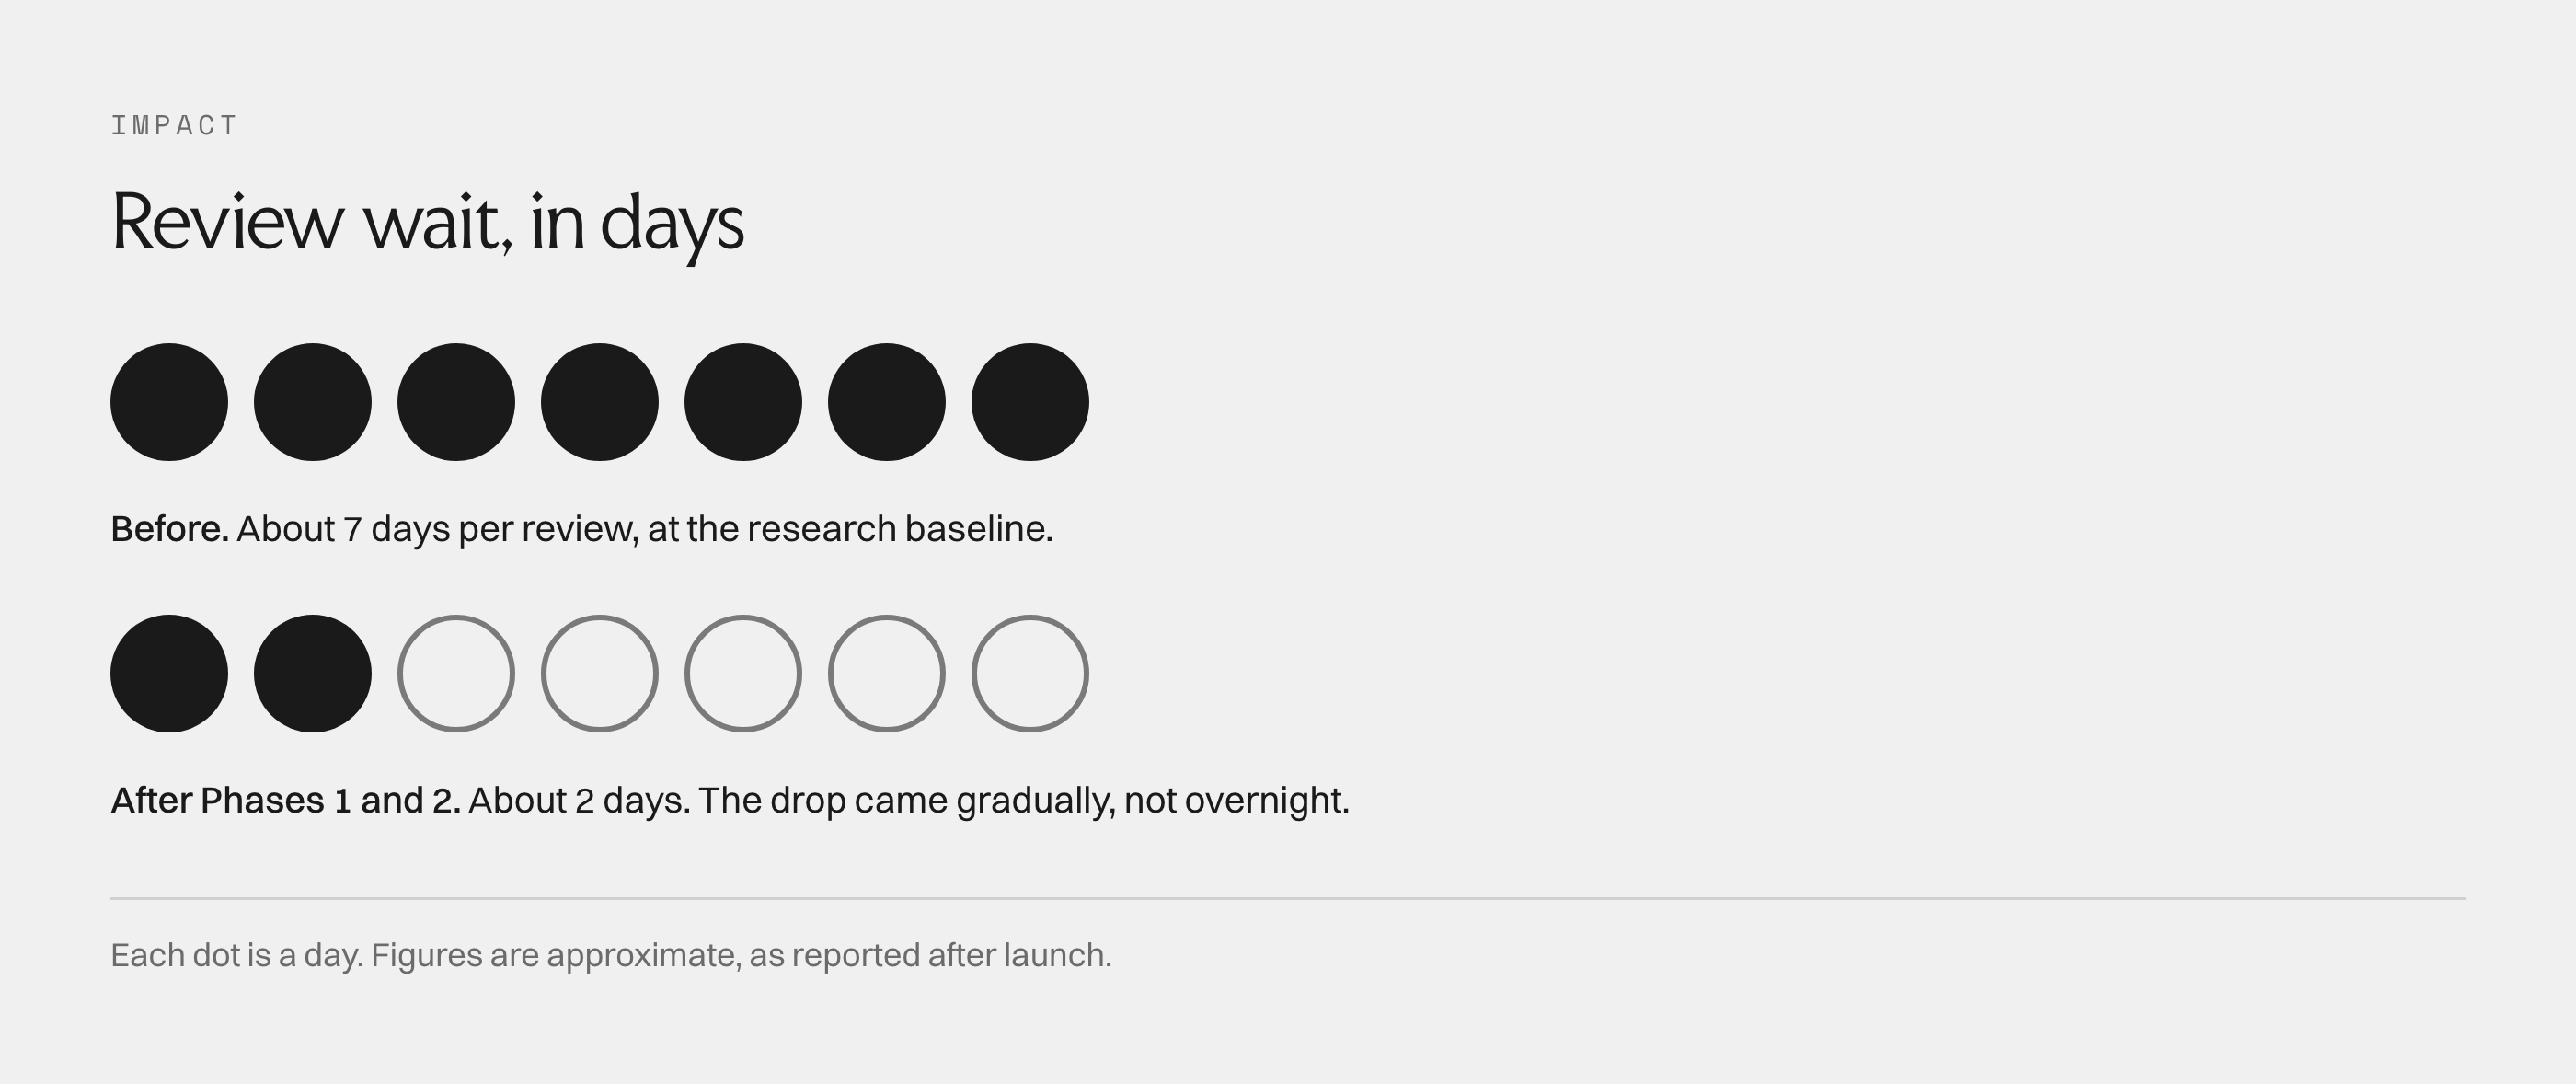 IMPACT
Review wait, in days
Before. About 7 days per review, at the research baseline.
After Phases 1 and 2. About 2 days. The drop came gradually, not overnight.
Each dot is a day. Figures are approximate, as reported after launch.